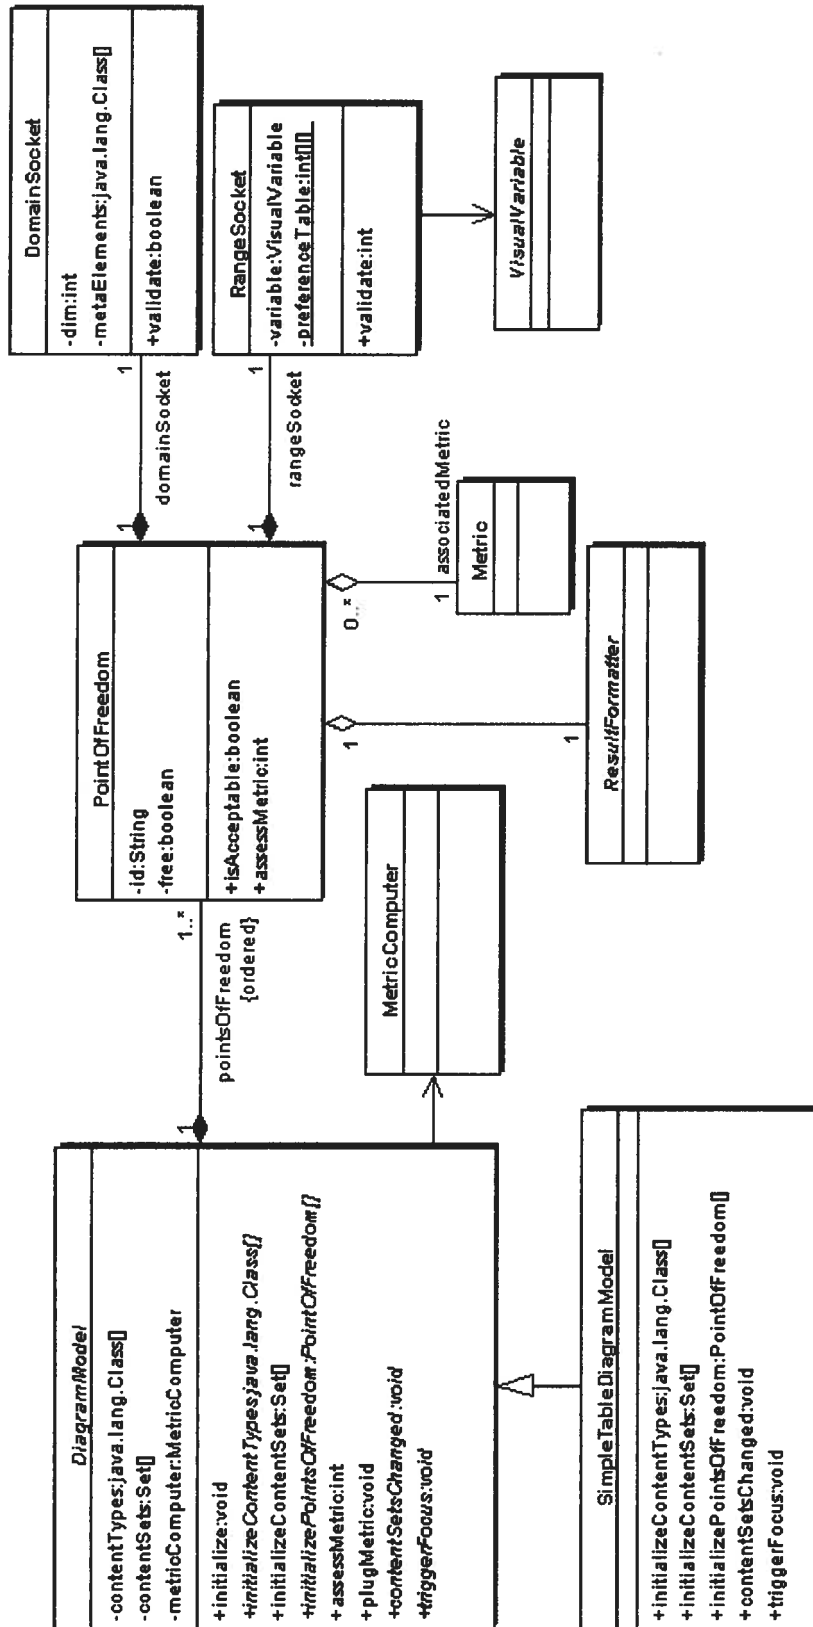 DiagramModel
-contentTypes:java.lang.Class[]
-contentSets:Set[]
-metricComputer:MetricComputer
+initialize:void
+initializeContentTypes:java.lang.Class[]
+initializeContentSets:Set[]
+initializePointsOfFreedom:PointOfFreedom[]
+assessMetric:int
+plugMetric:void
+contentSetsChanged:void
+triggerFocus:void
1
pointsOfFreedom
{ordered}
1..*
PointOfFreedom
-id:String
-free:boolean
+isAcceptable:boolean
+assessMetric:int
1
domainSocket
1
DomainSocket
-dim:int
-metaElements:java.lang.Class[]
+validate:boolean
1
rangeSocket
1
RangeSocket
-variable:VisualVariable
-preferenceTable:int[][]
+validate:int
VisualVariable
0..*
1
associatedMetric
Metric
1
1
ResultFormatter
MetricComputer
SimpleTableDiagramModel
+initializeContentTypes:java.lang.Class[]
+initializeContentSets:Set[]
+initializePointsOfFreedom:PointOfFreedom[]
+contentSetsChanged:void
+triggerFocus:void